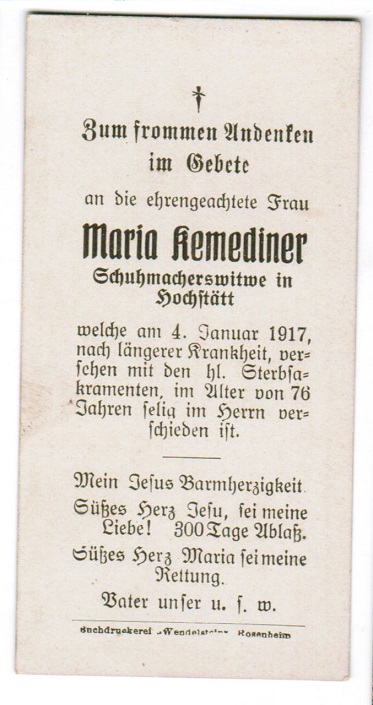 Zum frommen Andenken
im Gebete
an die ehrengeachtete Frau
Maria Kemediner
Schuhmacherswitwe in
Hochstätt
welche am 4. Januar 1917,
nach längerer Krankheit, ver-
sehen mit den hl. Sterbsa-
kramenten, im Alter von 76
Jahren selig im Herrn ver-
schieden ist.
Mein Jesus Barmherzigkeit
Süßes Herz Jesu, sei meine
Liebe! 300 Tage Ablaß.
Süßes Herz Maria sei meine
Rettung.
Vater unser u. s. w.
Buchdruckerei „Wendelstein“ Rosenheim